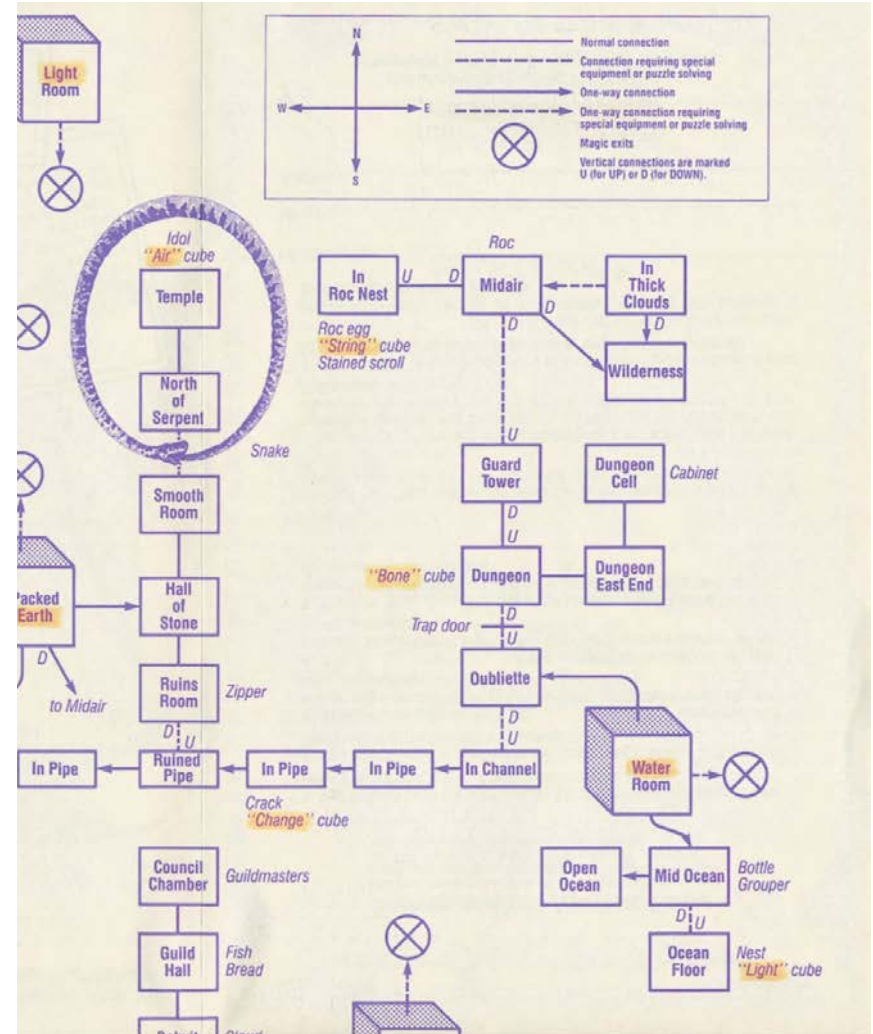 Light
Room
N
W
E
S
Normal connection
Connection requiring special
equipment or puzzle solving
One-way connection
One-way connection requiring
special equipment or puzzle solving
Magic exits
Vertical connections are marked
U (for UP) or D (for DOWN).
Idol
"Air" cube
Temple
North
of
Serpent
Snake
Smooth
Room
Packed
Earth
D
to Midair
Hall
of
Stone
Ruins
Room
Zipper
D
U
Roc
In
Roc Nest
U
D
Midair
In
Thick
Clouds
D
D
D
Wilderness
Roc egg
"String" cube
Stained scroll
U
Guard
Tower
Dungeon
Cell
Cabinet
D
U
"Bone" cube
Dungeon
Dungeon
East End
D
Trap door
U
Oubliette
D
U
In Pipe
Ruined
Pipe
In Pipe
In Pipe
In Channel
Crack
"Change" cube
Water
Room
Open
Ocean
Mid Ocean
Bottle
Grouper
D
U
Ocean
Floor
Nest
"Light" cube
Council
Chamber
Guildmasters
Guild
Hall
Fish
Bread